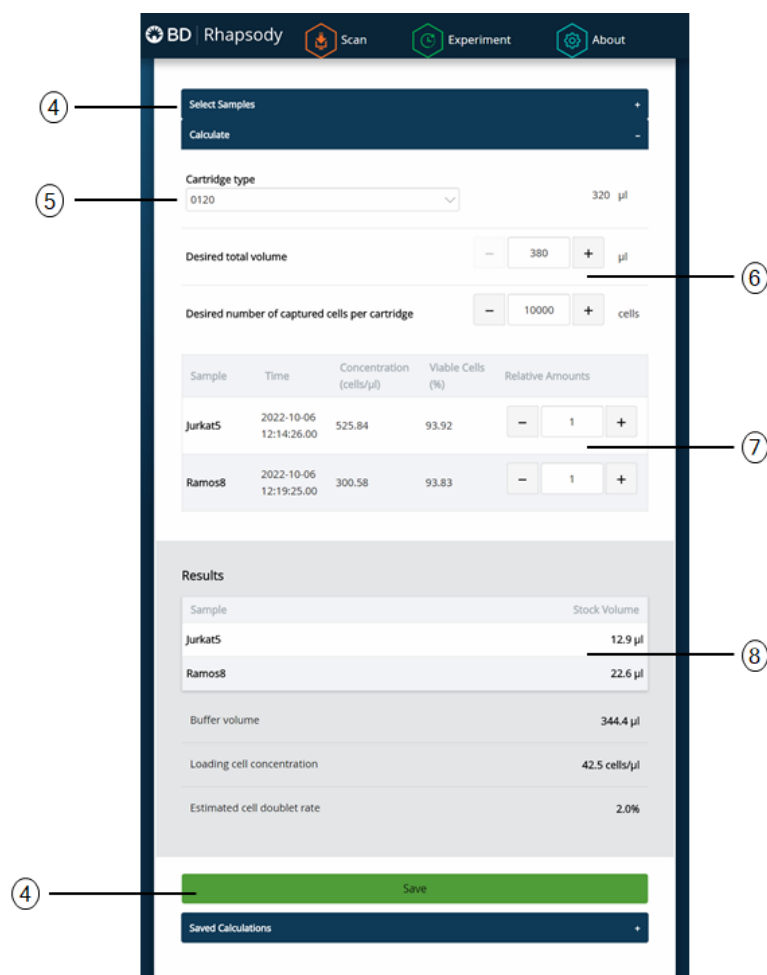 BD Rhapsody Scan Experiment About
④ Select Samples +
Calculate –
Cartridge type
⑤ 0120 320 µl
Desired total volume – 380 + µl
⑥
Desired number of captured cells per cartridge – 10000 + cells
Sample Time Concentration (cells/µl) Viable Cells (%) Relative Amounts
Jurkat5 2022-10-06 12:14:26.00 525.84 93.92 – 1 +
⑦
Ramos8 2022-10-06 12:19:25.00 300.58 93.83 – 1 +
Results
Sample Stock Volume
Jurkat5 12.9 µl
⑧
Ramos8 22.6 µl
Buffer volume 344.4 µl
Loading cell concentration 42.5 cells/µl
Estimated cell doublet rate 2.0%
④ Save
Saved Calculations +